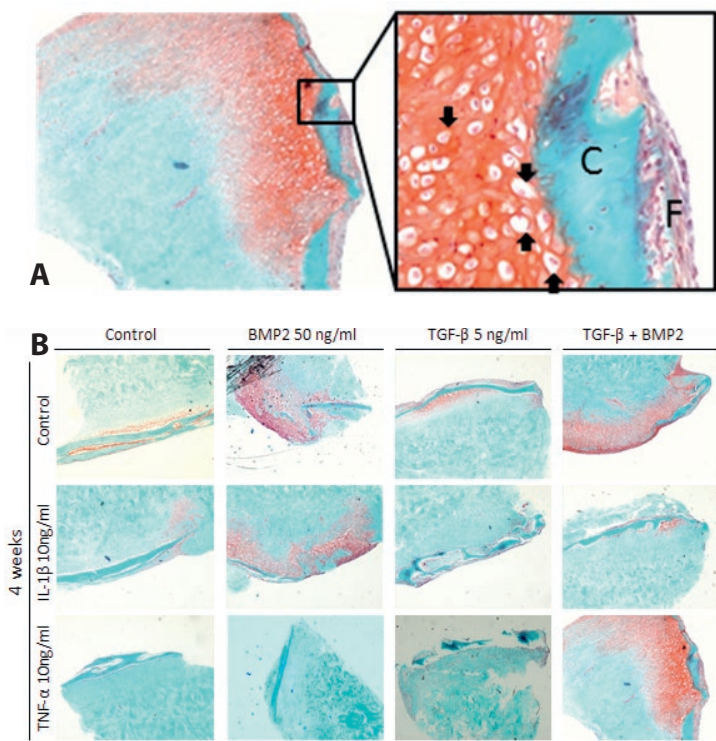 C
F
A
B
Control
BMP2 50 ng/ml
TGF-β 5 ng/ml
TGF-β + BMP2
4 weeks
Control
IL-1β 10ng/ml
TNF-α 10ng/ml